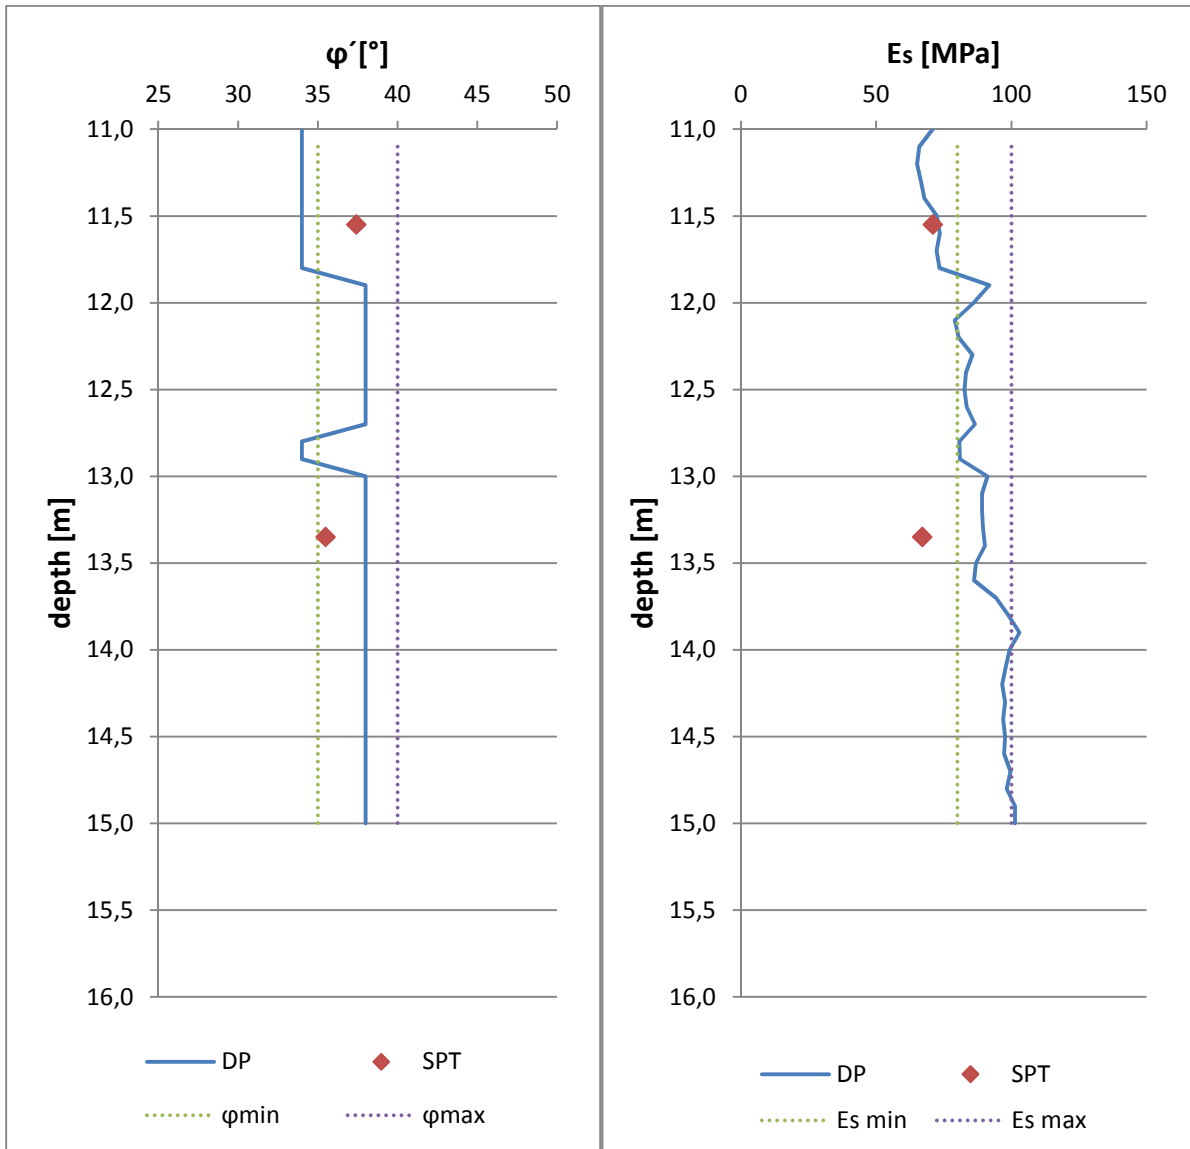 φ´[°]
25 30 35 40 45 50
11,0
11,5
12,0
12,5
13,0
13,5
14,0
14,5
15,0
15,5
16,0
depth [m]
DP SPT
φmin φmax
Es [MPa]
0 50 100 150
11,0
11,5
12,0
12,5
13,0
13,5
14,0
14,5
15,0
15,5
16,0
depth [m]
DP SPT
Es min Es max